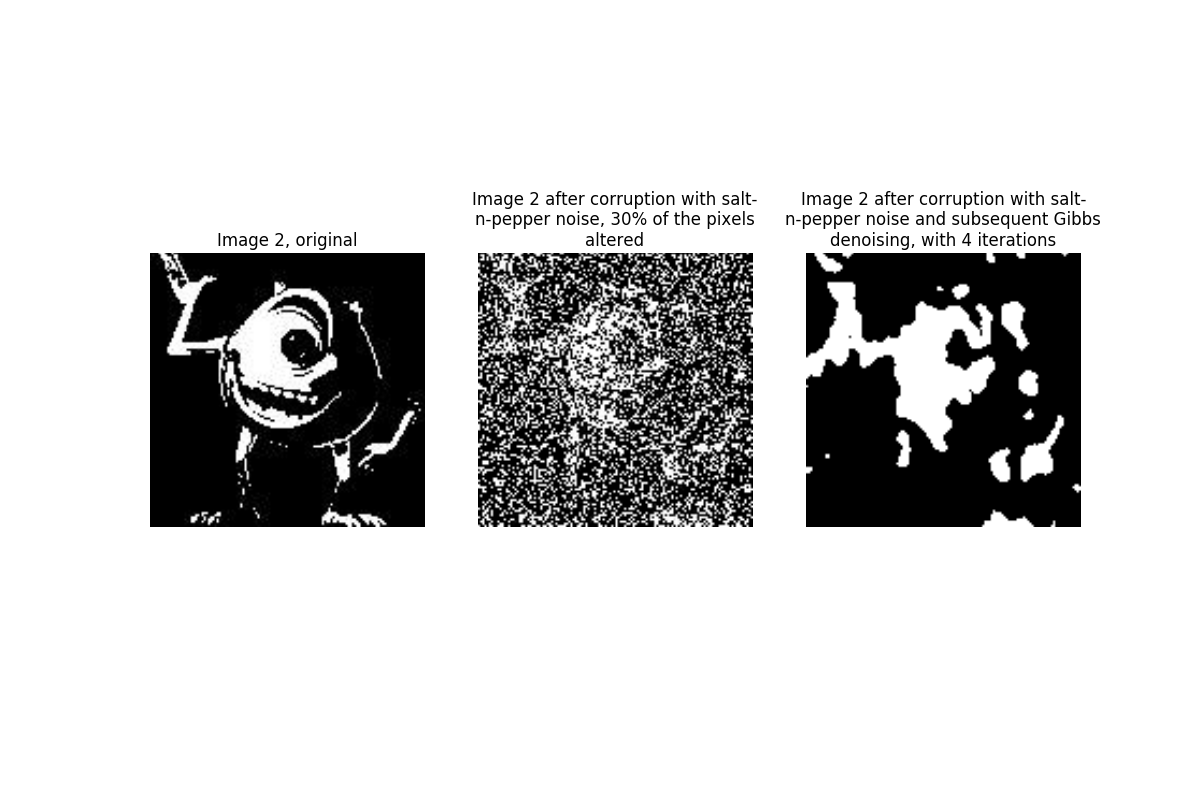 Image 2, original
Image 2 after corruption with salt-
n-pepper noise, 30% of the pixels
altered
Image 2 after corruption with salt-
n-pepper noise and subsequent Gibbs
denoising, with 4 iterations